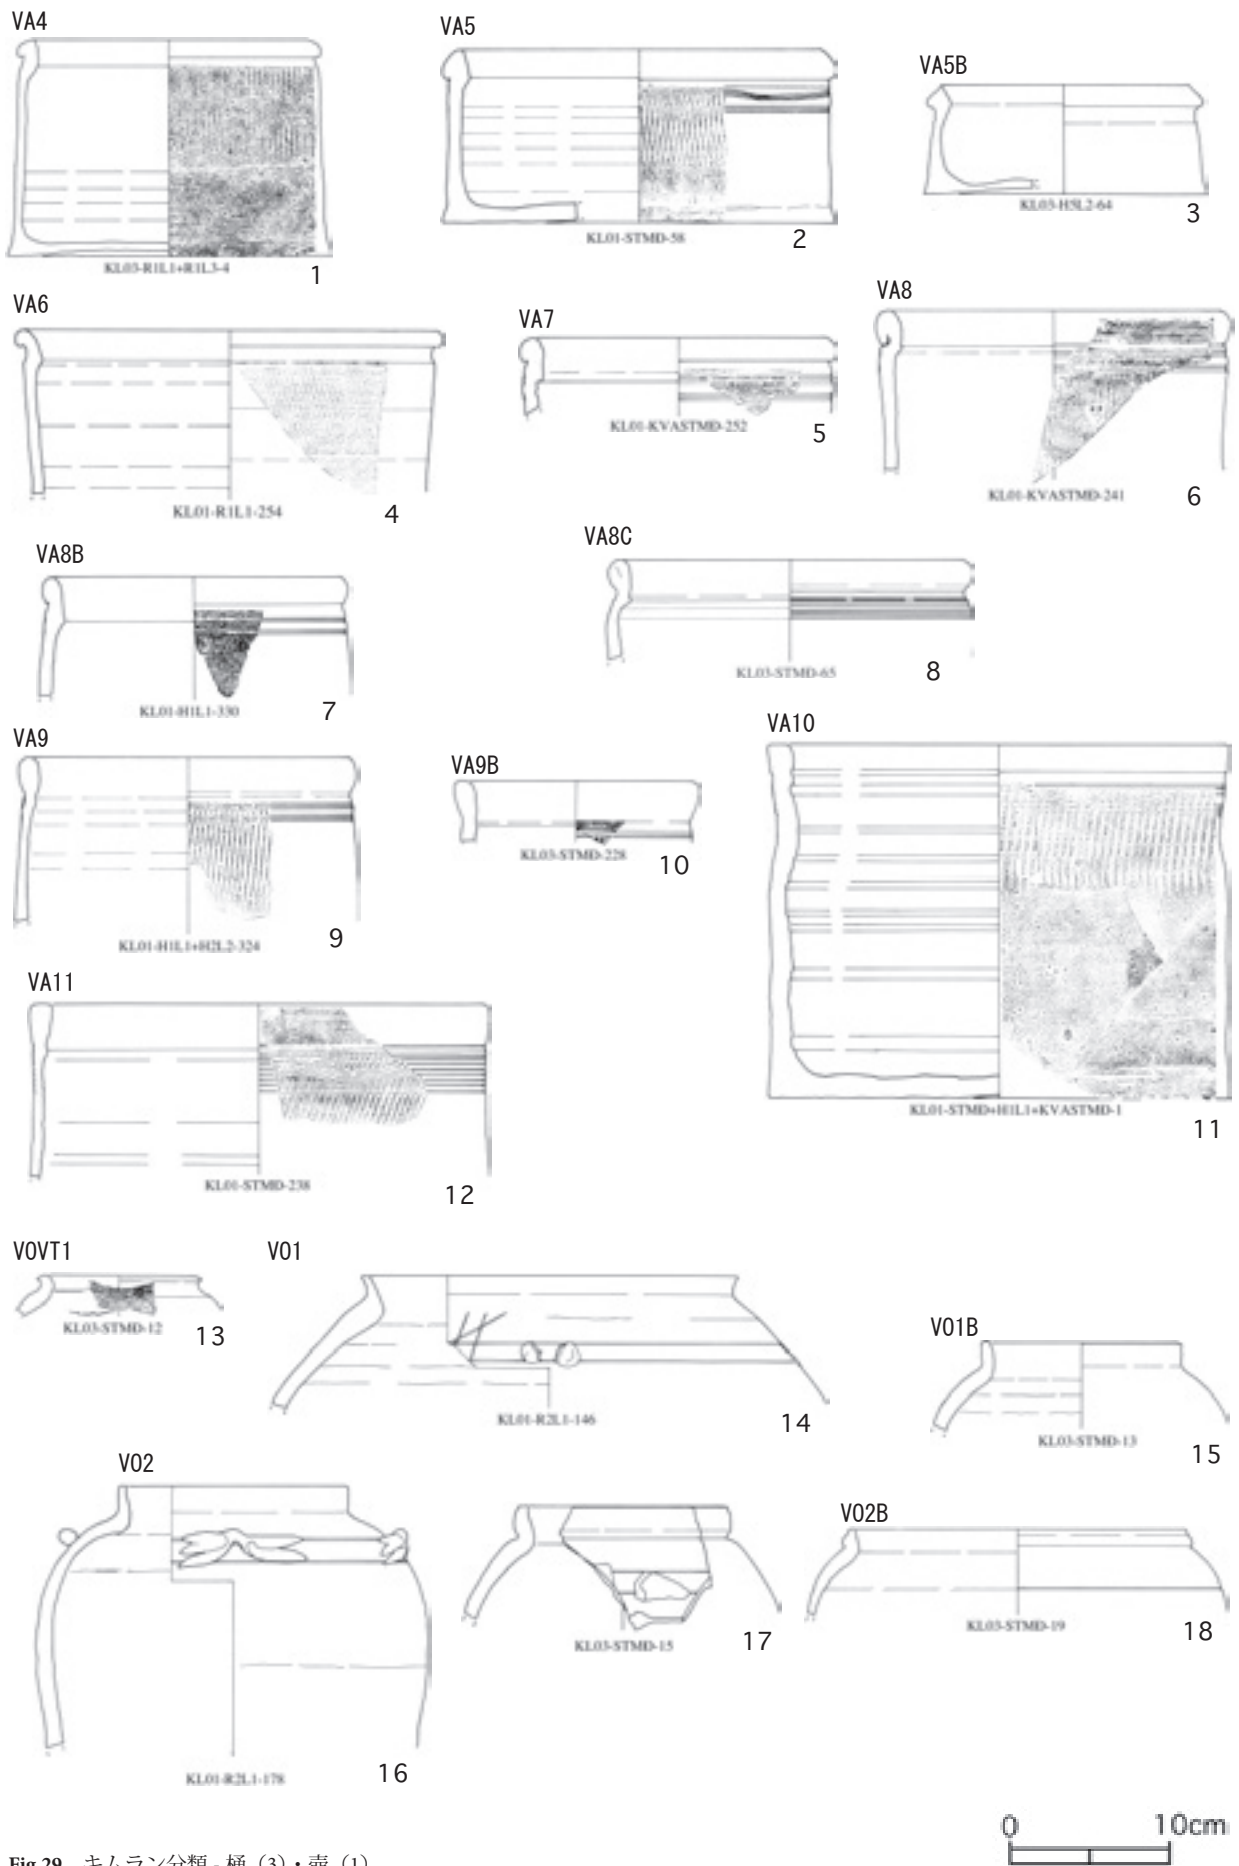 VA4
VA5
VA5B
KL03-R1L1+R1L3-4
1
KL01-STMD-58
2
KL03-H5L2-64
3
VA6
VA7
VA8
KL01-R1L1-254
4
KL01-KVASTMD-252
5
KL01-KVASTMD-241
6
VA8B
VA8C
KL01-H1L1-330
7
KL03-STMD-65
8
VA9
VA9B
VA10
KL01-H1L1+H2L2-324
9
KL03-STMD-228
10
KL01-STMD+H1L1+KVASTMD-1
11
VA11
KL01-STMD-238
12
VOVT1
VO1
VO1B
KL03-STMD-12
13
KL01-R2L1-146
14
KL03-STMD-13
15
VO2
VO2B
KL01-R2L1-178
16
KL03-STMD-15
17
KL03-STMD-19
18
0 10cm
Fig.29 キムラン分類 - 桶 (3)・壺 (1)